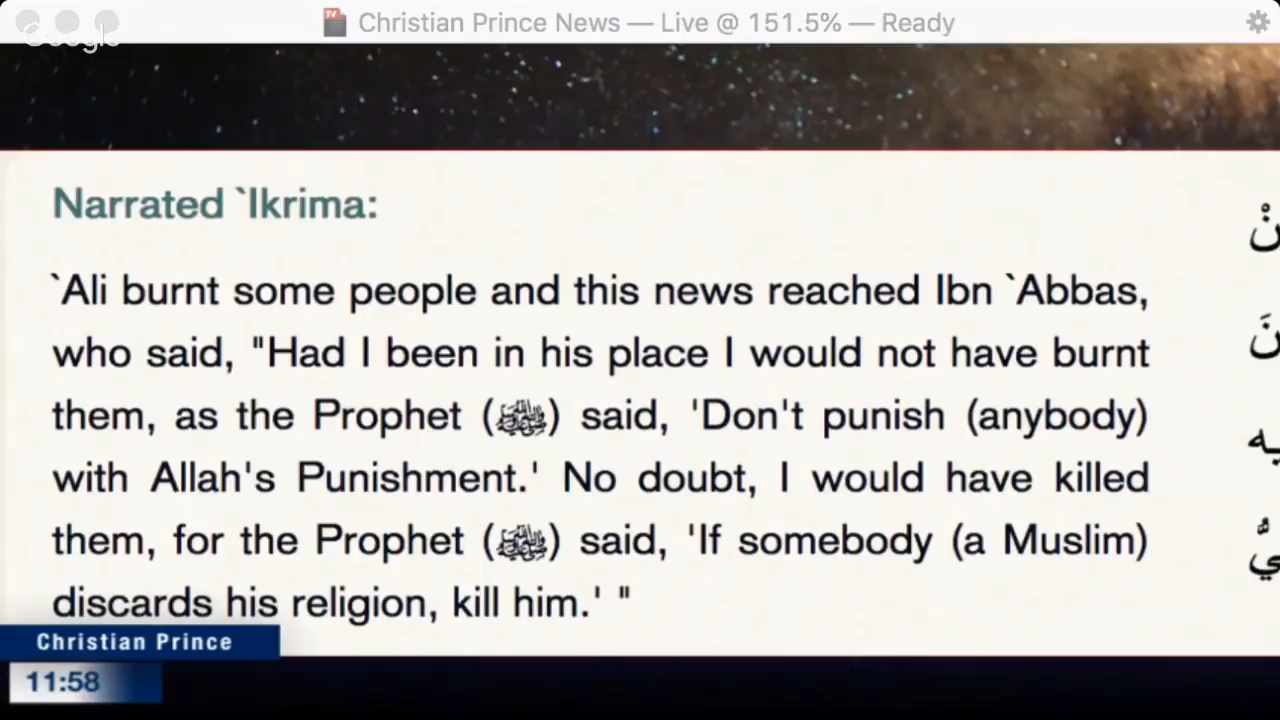 Christian Prince News — Live @ 151.5% — Ready
Google
Narrated `Ikrima:
`Ali burnt some people and this news reached Ibn `Abbas,
who said, "Had I been in his place I would not have burnt
them, as the Prophet (ﷺ) said, 'Don't punish (anybody)
with Allah's Punishment.' No doubt, I would have killed
them, for the Prophet (ﷺ) said, 'If somebody (a Muslim)
discards his religion, kill him.' "
Christian Prince
11:58